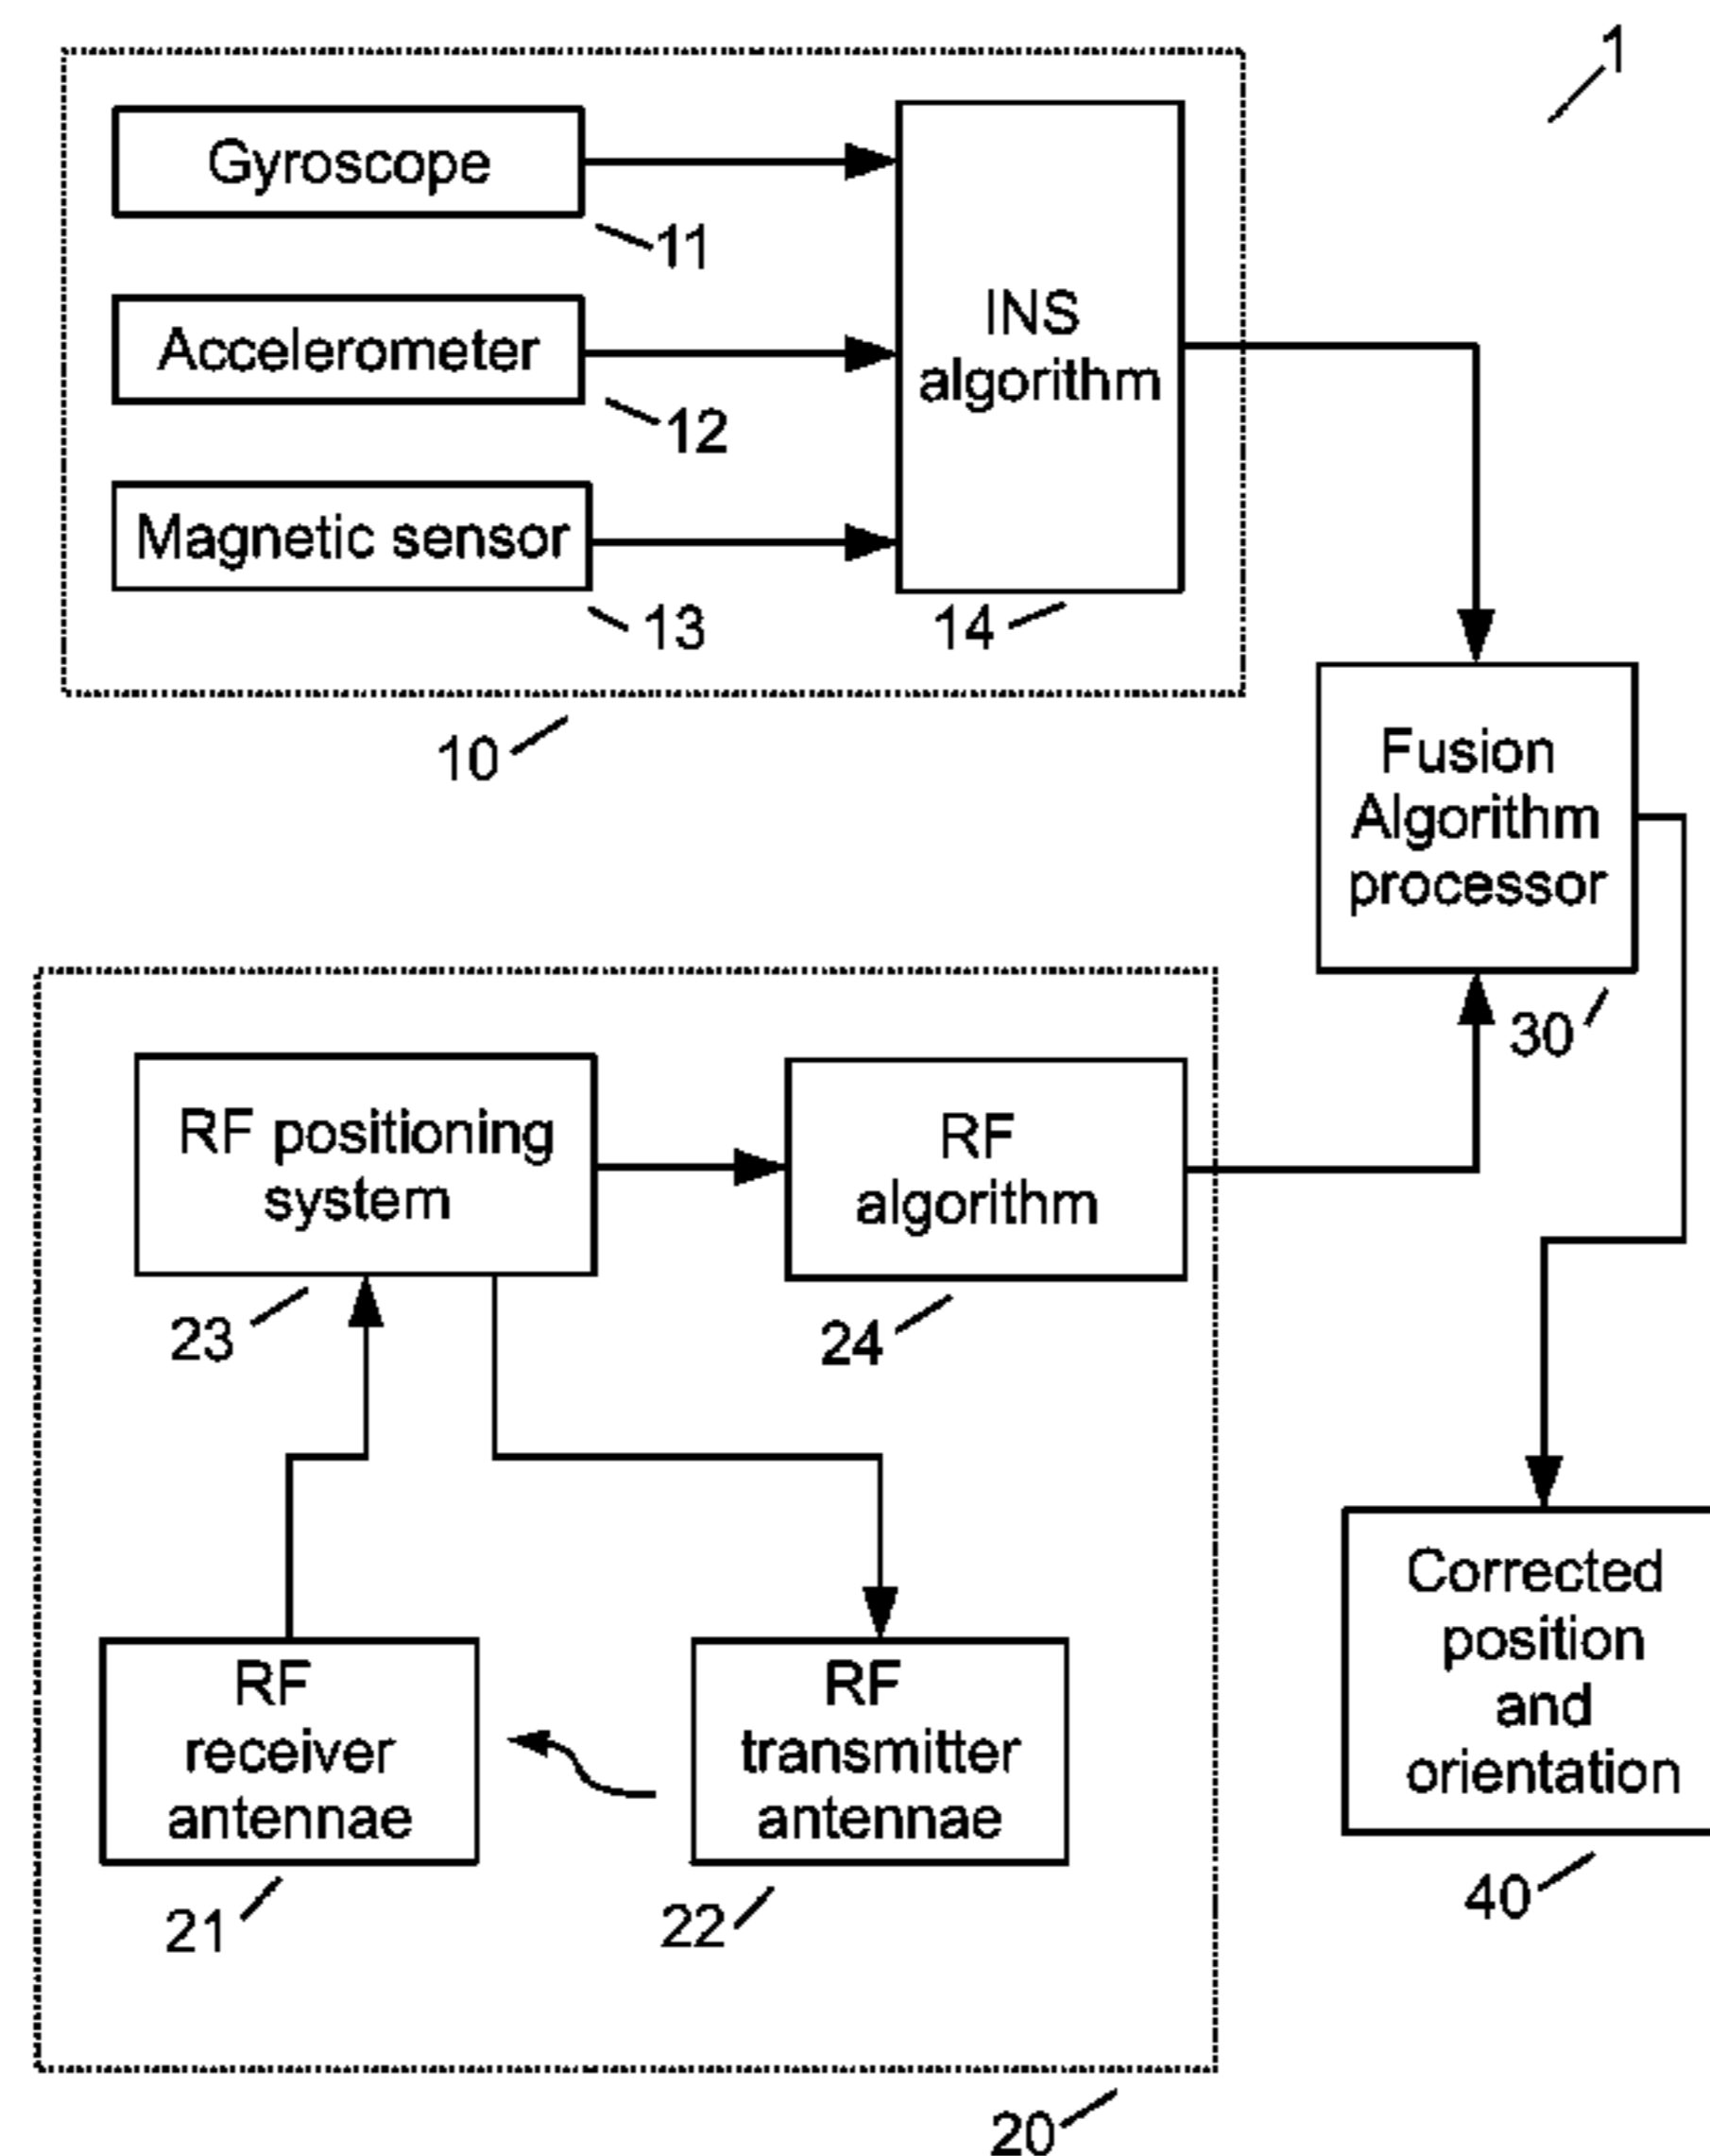 1
Gyroscope
11
Accelerometer
12
Magnetic sensor
13
INS
algorithm
14
10
Fusion
Algorithm
processor
30
RF positioning
system
23
RF
algorithm
24
RF
receiver
antennae
21
RF
transmitter
antennae
22
Corrected
position
and
orientation
40
20